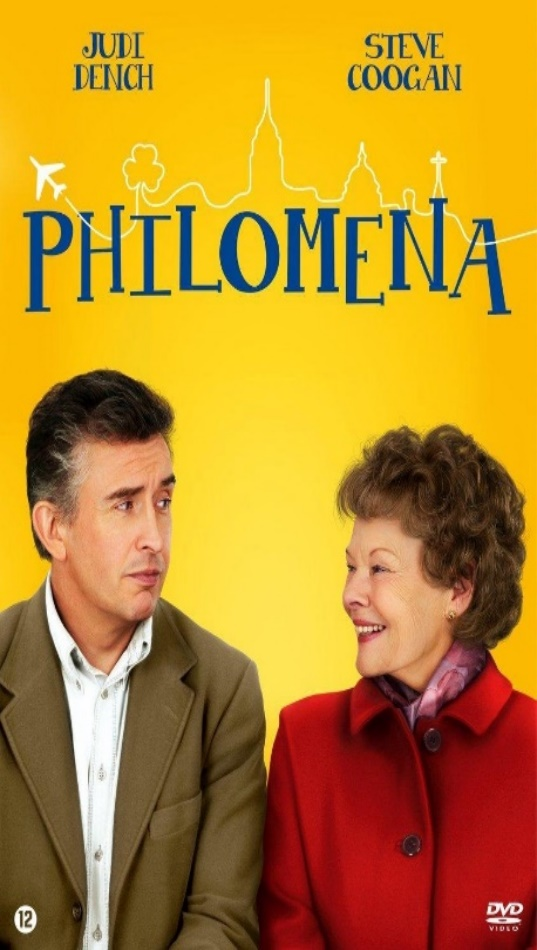 JUDI
DENCH
STEVE
COOGAN
PHILOMENA
12
DVD
VIDEO